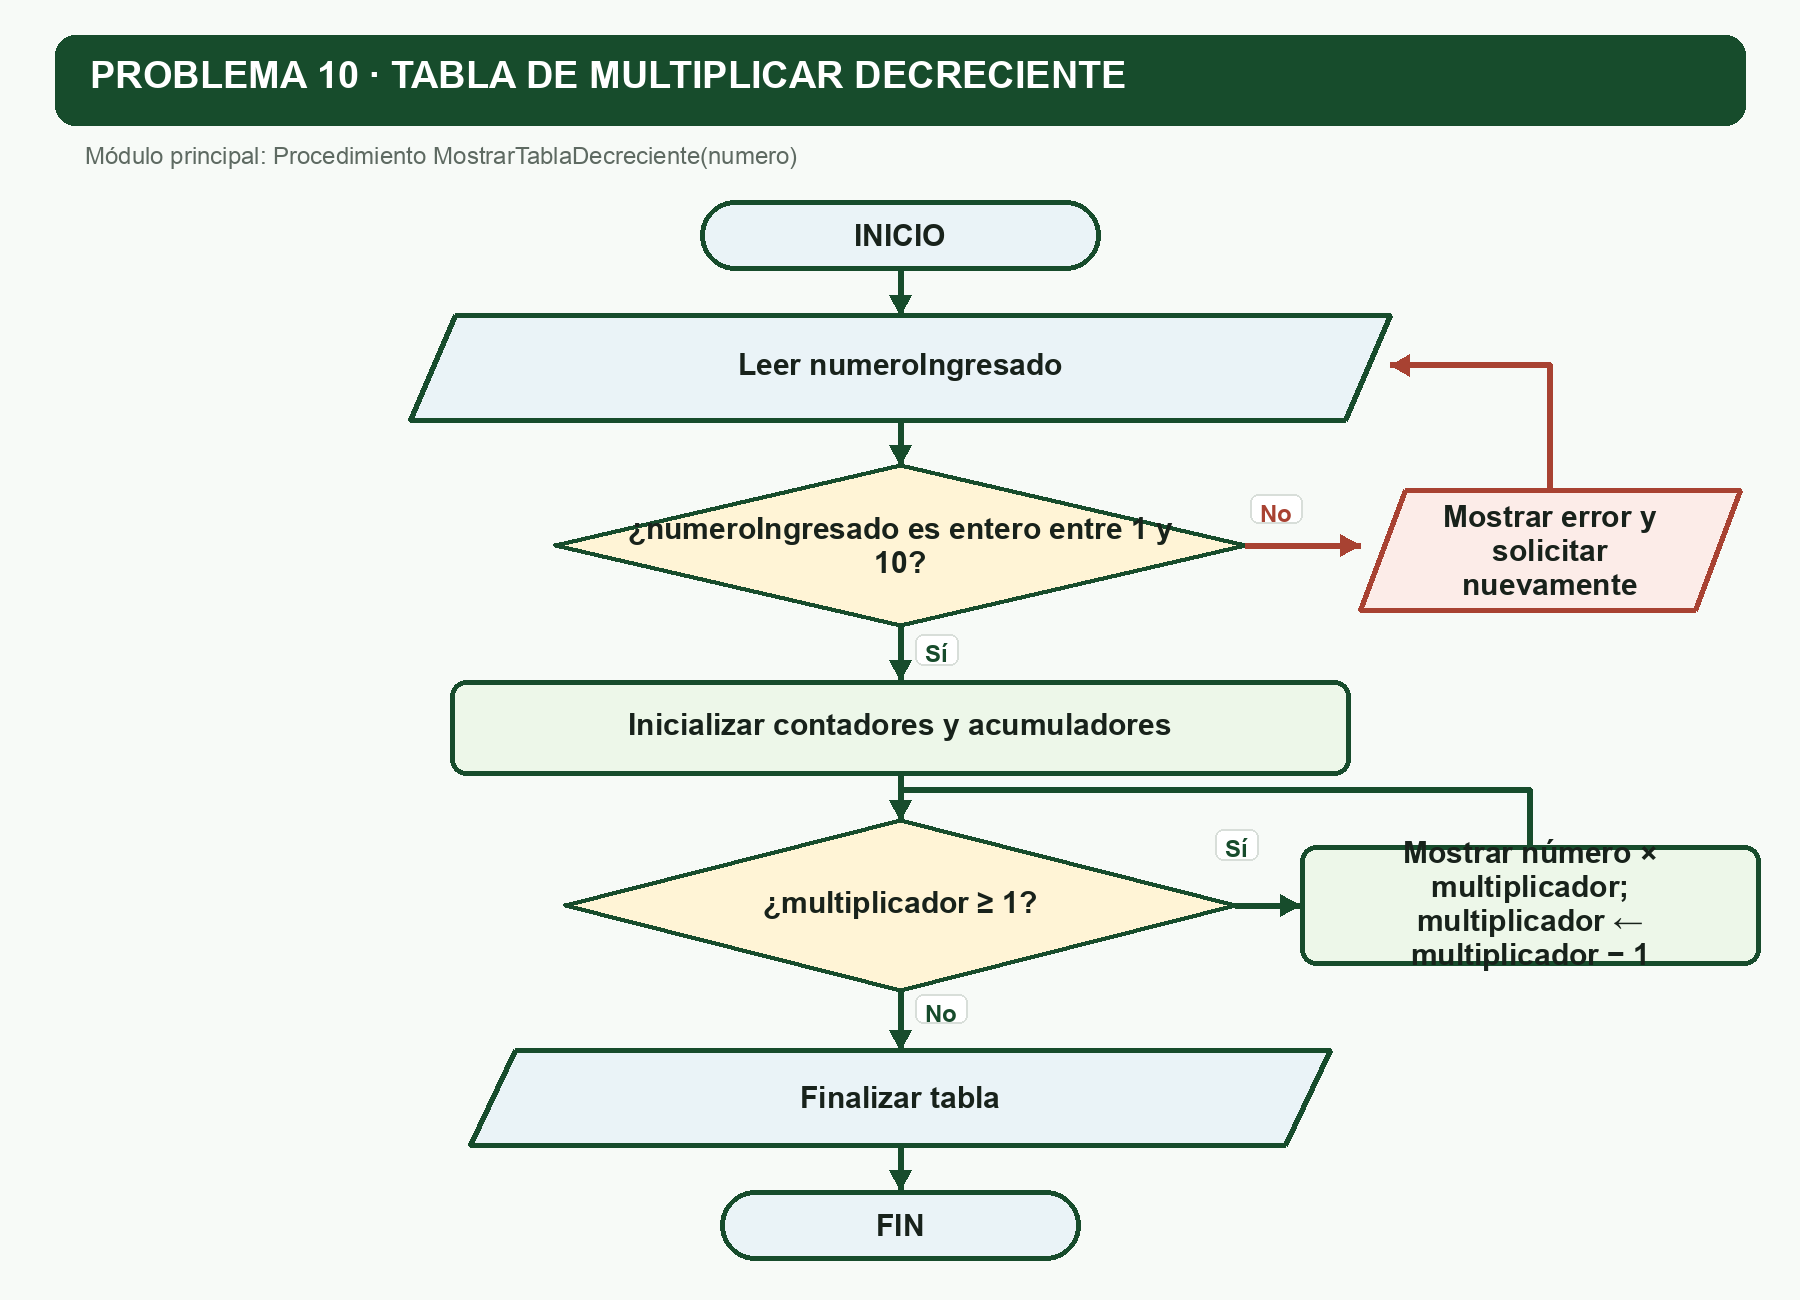 PROBLEMA 10 · TABLA DE MULTIPLICAR DECRECIENTE
Módulo principal: Procedimiento MostrarTablaDecreciente(numero)
INICIO
Leer numeroIngresado
¿numeroIngresado es entero entre 1 y
10?
No
Mostrar error y
solicitar
nuevamente
Sí
Inicializar contadores y acumuladores
¿multiplicador ≥ 1?
Sí
Mostrar número ×
multiplicador;
multiplicador ←
multiplicador − 1
No
Finalizar tabla
FIN